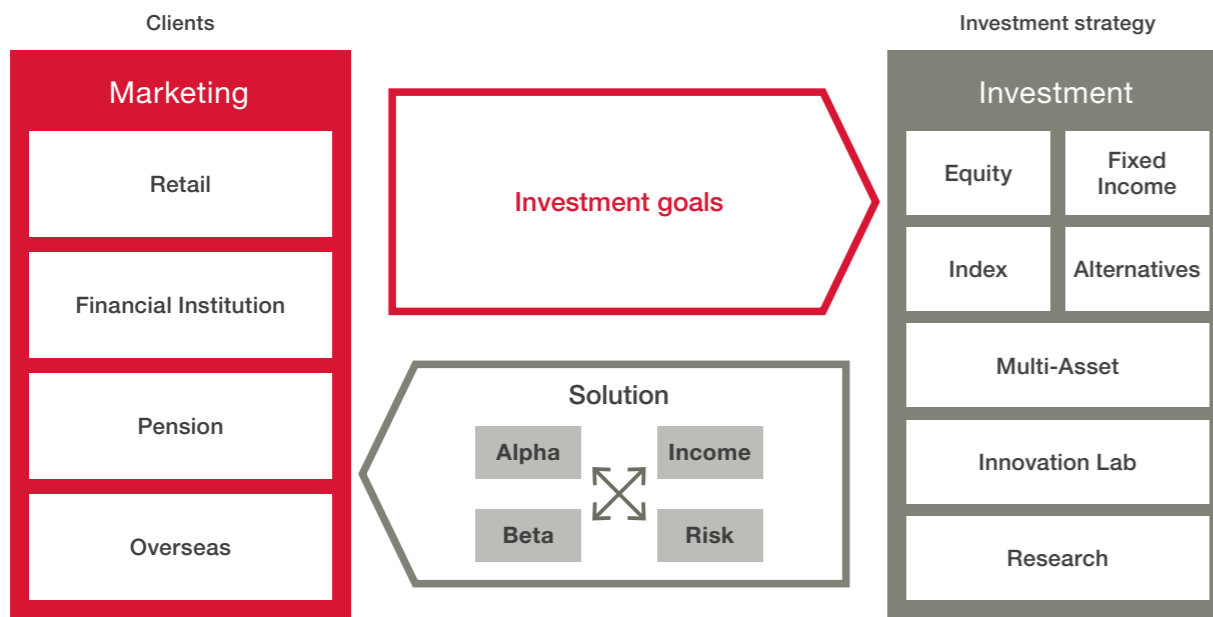 Clients
Marketing
Retail
Financial Institution
Pension
Overseas
Investment goals
Solution
Alpha
Income
Beta
Risk
Investment strategy
Investment
Equity
Fixed
Income
Index
Alternatives
Multi-Asset
Innovation Lab
Research